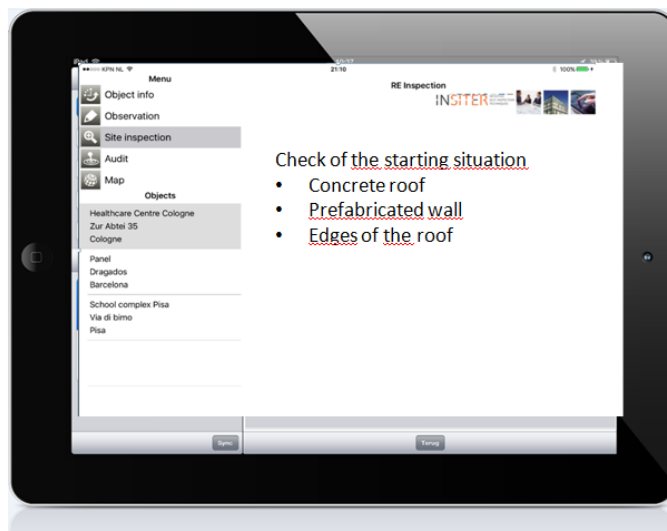 KPN NL
21:10
100%
Menu
Object info
Observation
Site inspection
Audit
Map
Objects
Healthcare Centre Cologne
Zur Abtei 35
Cologne
Panel
Dragados
Barcelona
School complex Pisa
Via di bimo
Pisa
RE Inspection
INSITER
Check of the starting situation
• Concrete roof
• Prefabricated wall
• Edges of the roof
Sync
Terug